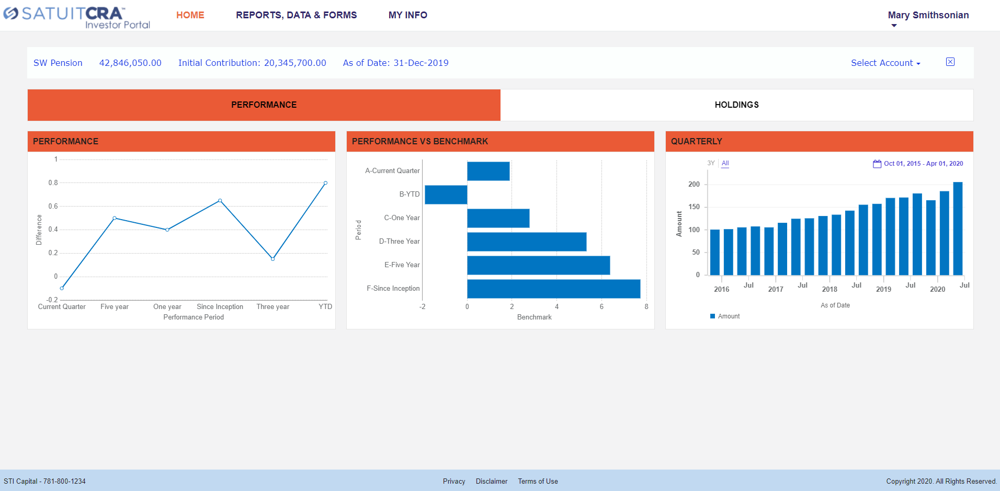 SATUITCRA™
Investor Portal
HOME
REPORTS, DATA & FORMS
MY INFO
Mary Smithsonian
SW Pension
42,846,050.00
Initial Contribution: 20,345,700.00
As of Date: 31-Dec-2019
Select Account
PERFORMANCE
HOLDINGS
PERFORMANCE
1
0.8
0.6
0.4
0.2
0
-0.2
Difference
Current Quarter
Five year
One year
Since Inception
Three year
YTD
Performance Period
PERFORMANCE VS BENCHMARK
Period
A-Current Quarter
B-YTD
C-One Year
D-Three Year
E-Five Year
F-Since Inception
-2
0
2
4
6
8
Benchmark
QUARTERLY
3Y
All
Oct 01, 2015 - Apr 01, 2020
Amount
200
150
100
50
0
2016
Jul
2017
Jul
2018
Jul
2019
Jul
2020
Jul
As of Date
Amount
STI Capital - 781-800-1234
Privacy
Disclaimer
Terms of Use
Copyright 2020. All Rights Reserved.